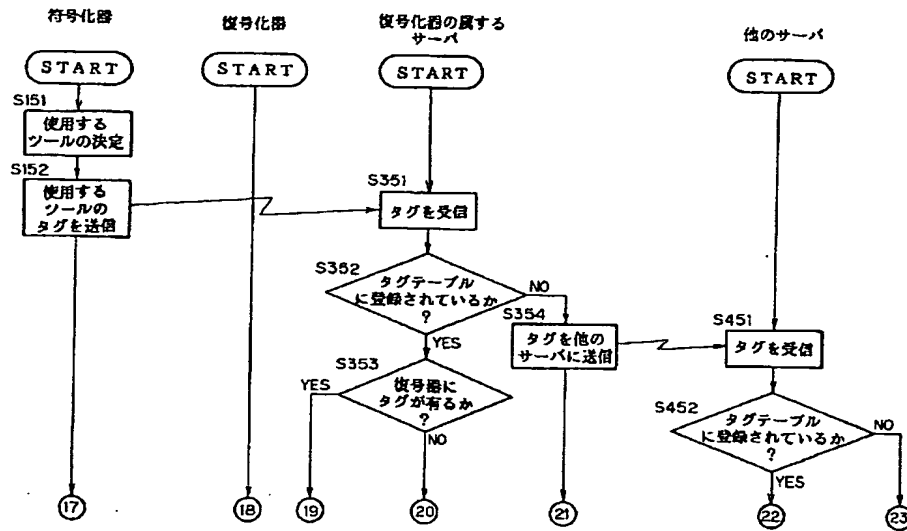 符号化器
復号化器
復号化器の属する
サーバ
他のサーバ
START
START
START
START
S151
使用する
ツールの決定
S152
使用する
ツールの
タグを送信
S351
タグを受信
S352
タグテーブル
に登録されているか
?
NO
YES
S354
タグを他の
サーバに送信
S353
YES
復号器に
タグが有るか
?
NO
S451
タグを受信
S452
タグテーブル
に登録されているか
?
NO
YES
17
18
19
20
21
22
23